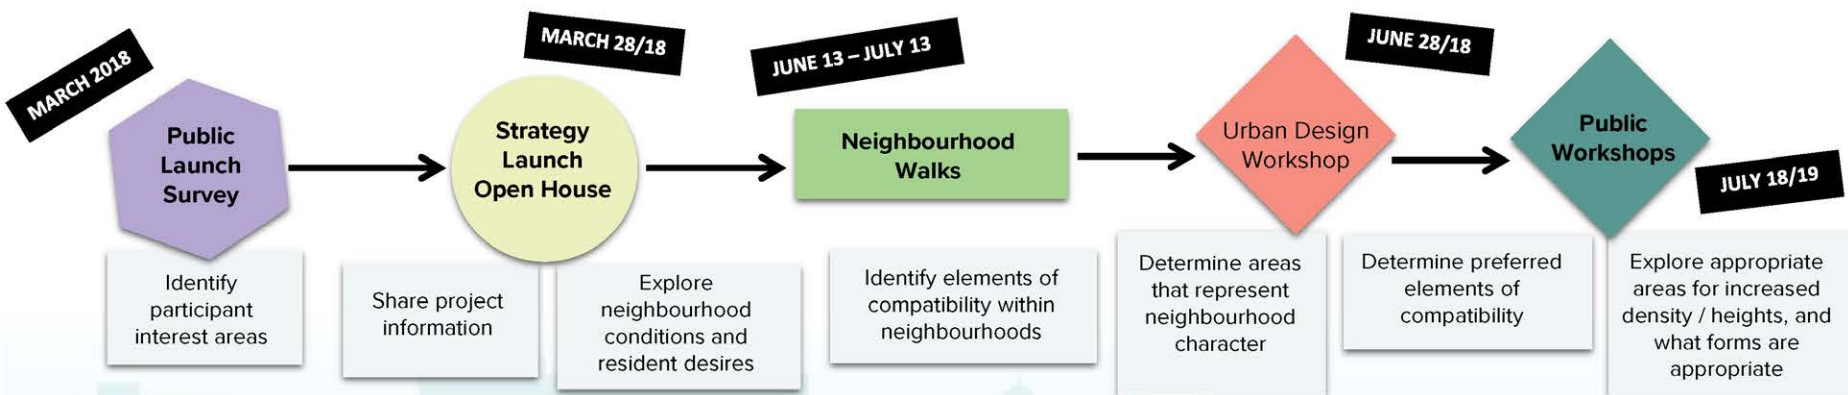 MARCH 2018
Public
Launch
Survey
MARCH 28/18
Strategy
Launch
Open House
JUNE 13 – JULY 13
Neighbourhood
Walks
Urban Design
Workshop
JUNE 28/18
Public
Workshops
JULY 18/19
Identify
participant
interest areas
Share project
information
Explore
neighbourhood
conditions and
resident desires
Identify elements of
compatibility within
neighbourhoods
Determine areas
that represent
neighbourhood
character
Determine preferred
elements of
compatibility
Explore appropriate
areas for increased
density / heights, and
what forms are
appropriate